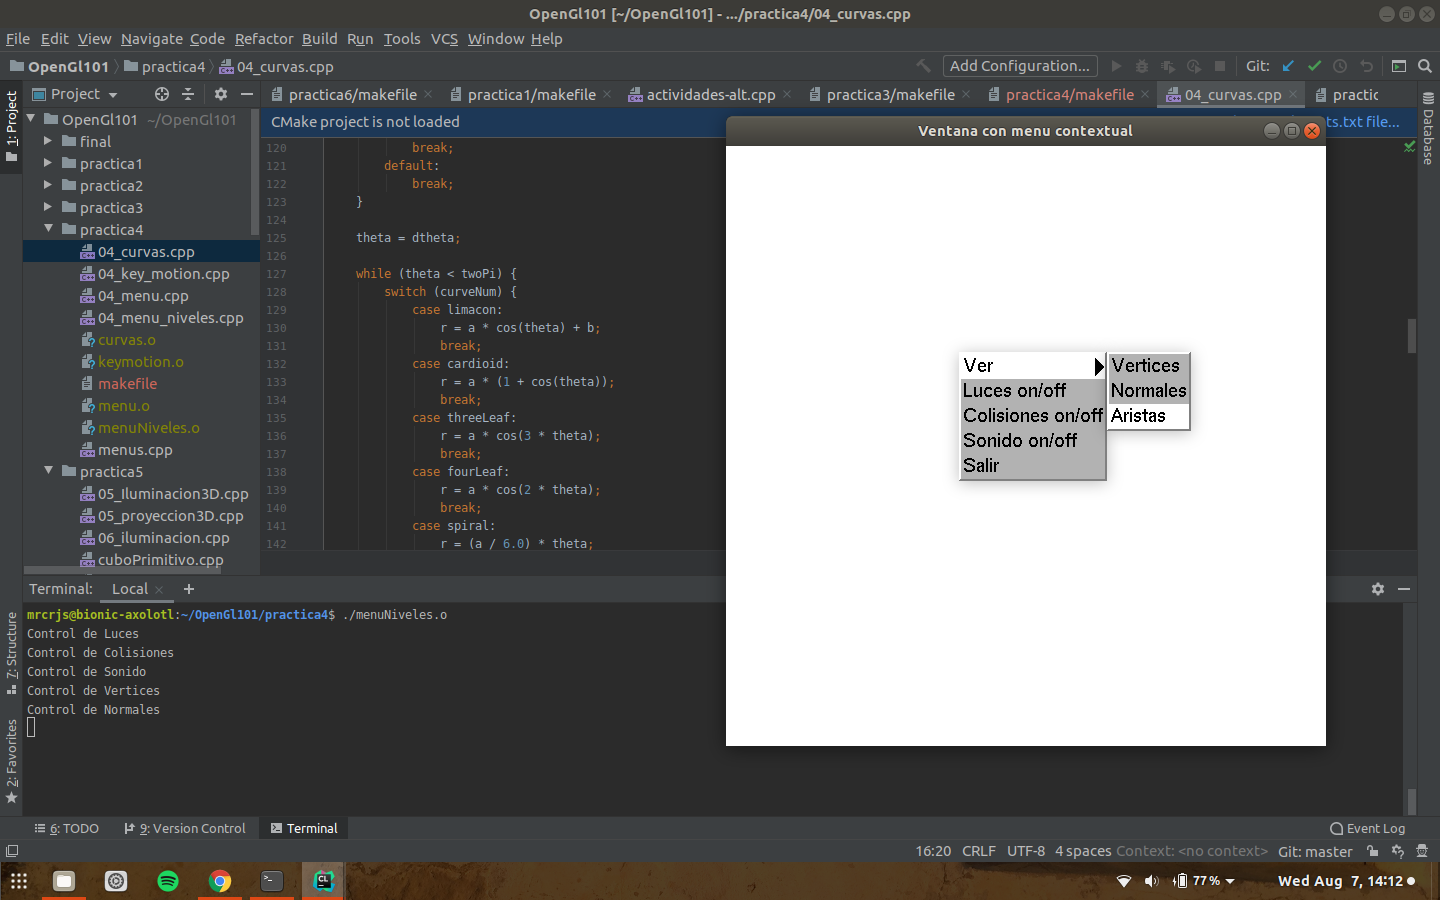 OpenGl101 [~/OpenGl101] - .../practica4/04_curvas.cpp
File Edit View Navigate Code Refactor Build Run Tools VCS Window Help
OpenGl101 practica4 04_curvas.cpp
Add Configuration... Git:
1: Project
Project
practica6/makefile practica1/makefile actividades-alt.cpp practica3/makefile practica4/makefile 04_curvas.cpp practic
Database
CMake project is not loaded
ts.txt file...
OpenGl101 ~/OpenGl101
final
practica1
practica2
practica3
practica4
04_curvas.cpp
04_key_motion.cpp
04_menu.cpp
04_menu_niveles.cpp
curvas.o
keymotion.o
makefile
menu.o
menuNiveles.o
menus.cpp
practica5
05_Iluminacion3D.cpp
05_proyeccion3D.cpp
06_iluminacion.cpp
cuboPrimitivo.cpp
120 break;
121 default:
122 break;
123 }
124
125 theta = dtheta;
126
127 while (theta < twoPi) {
128 switch (curveNum) {
129 case limacon:
130 r = a * cos(theta) + b;
131 break;
132 case cardioid:
133 r = a * (1 + cos(theta));
134 break;
135 case threeLeaf:
136 r = a * cos(3 * theta);
137 break;
138 case fourLeaf:
139 r = a * cos(2 * theta);
140 break;
141 case spiral:
142 r = (a / 6.0) * theta;
Ventana con menu contextual
Ver
Luces on/off
Colisiones on/off
Sonido on/off
Salir
Vertices
Normales
Aristas
Terminal: Local
mrcrjs@bionic-axolotl:~/OpenGl101/practica4$ ./menuNiveles.o
Control de Luces
Control de Colisiones
Control de Sonido
Control de Vertices
Control de Normales
7: Structure
2: Favorites
6: TODO 9: Version Control Terminal Event Log
16:20 CRLF UTF-8 4 spaces Context: <no context> Git: master
77 % Wed Aug 7, 14:12